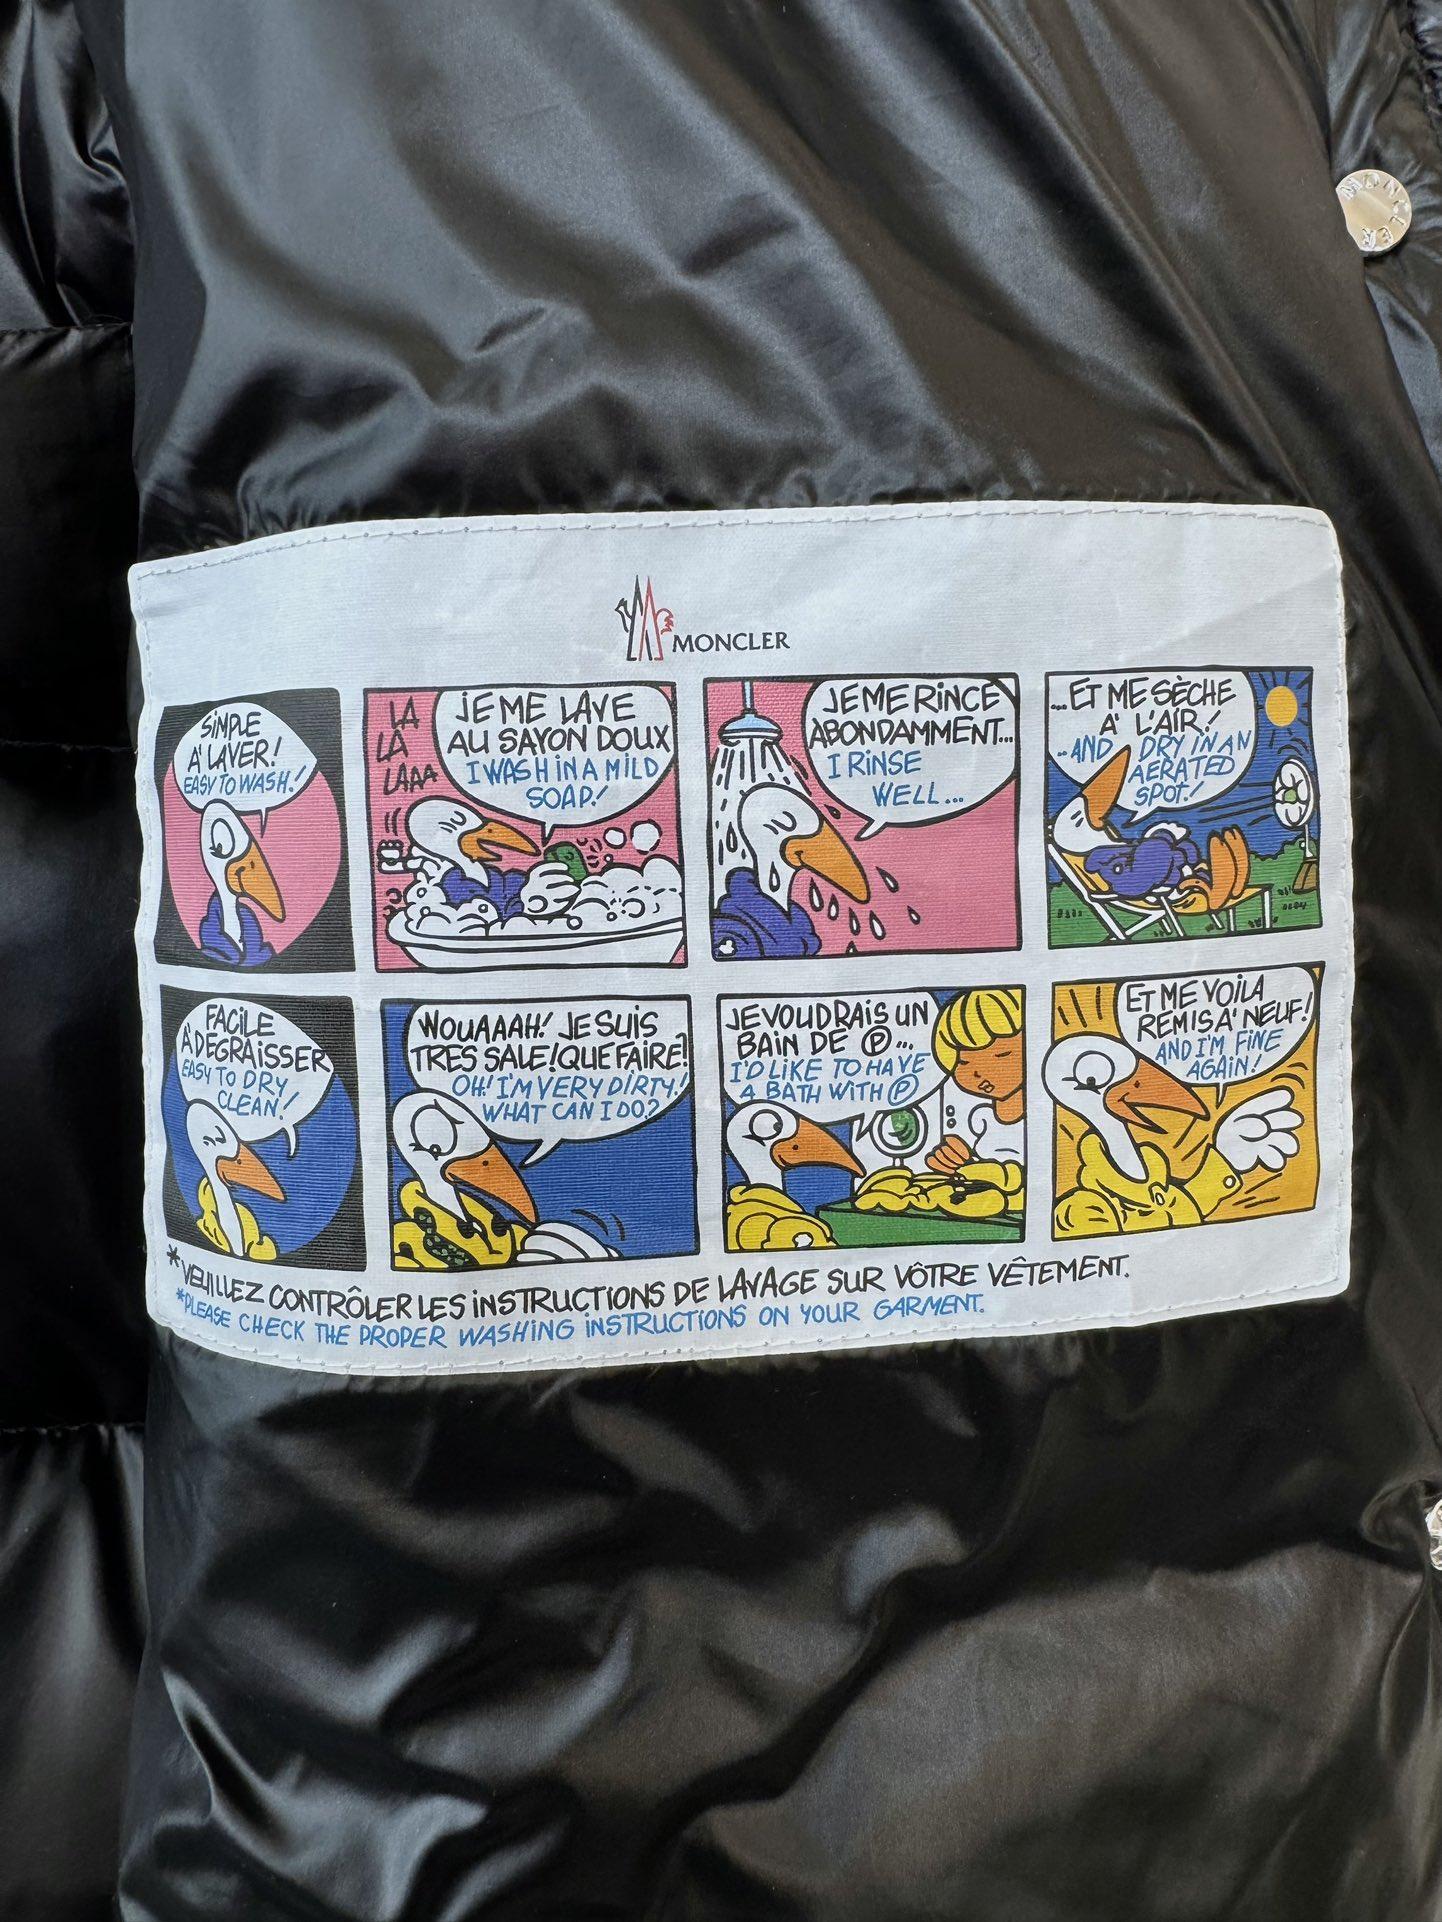 MONCLER
MONCLER
SIMPLE
À LAVER!
EASY TO WASH!
LA
LA
LAAA
JE ME LAVE
AU SAVON DOUX
I WASH IN A MILD
SOAP!
JE ME RINCE
ABONDAMMENT...
I RINSE
WELL...
...ET ME SÈCHE
À L'AIR!
..AND DRY IN AN
AERATED
SPOT!
FACILE
À DEGRAISSER
EASY TO DRY
CLEAN!
WOUAAAH! JE SUIS
TRES SALE! QUE FAIRE?
OH! I'M VERY DIRTY!
WHAT CAN I DO?
JE VOUDRAIS UN
BAIN DE Ⓟ...
I'D LIKE TO HAVE
A BATH WITH Ⓟ
ET ME VOILA
REMIS A' NEUF!
AND I'M FINE
AGAIN!
*VEUILLEZ CONTRÔLER LES INSTRUCTIONS DE LAVAGE SUR VÔTRE VÊTEMENT.
*PLEASE CHECK THE PROPER WASHING INSTRUCTIONS ON YOUR GARMENT.